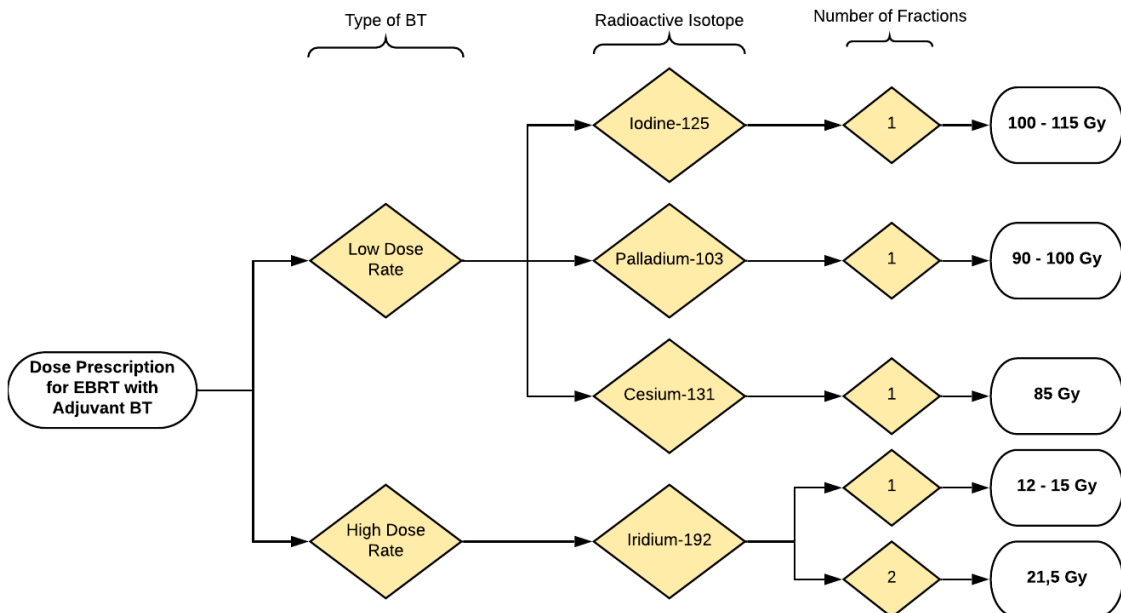 Type of BT
Radioactive Isotope
Number of Fractions
Iodine-125
1
100 - 115 Gy
Low Dose
Rate
Palladium-103
1
90 - 100 Gy
Dose Prescription
for EBRT with
Adjuvant BT
Cesium-131
1
85 Gy
High Dose
Rate
Iridium-192
1
12 - 15 Gy
2
21,5 Gy